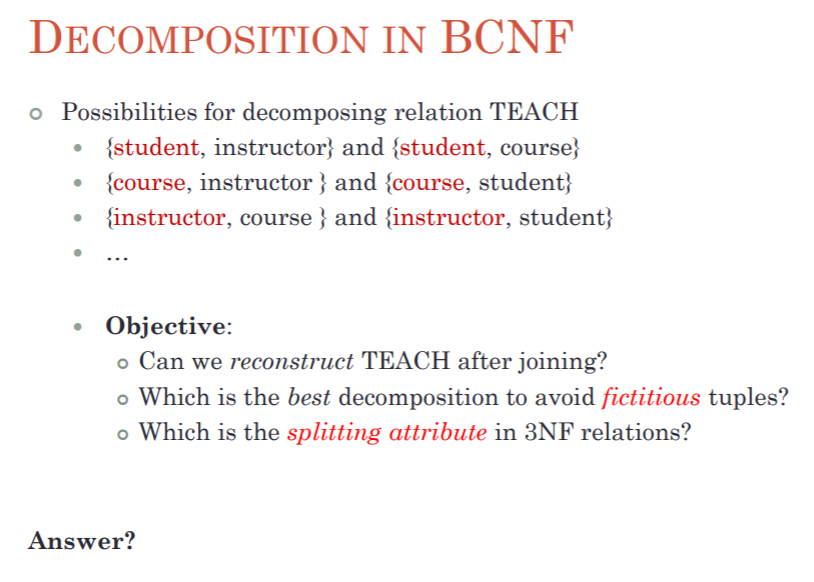 DECOMPOSITION IN BCNF
Possibilities for decomposing relation TEACH
{student, instructor} and {student, course}
{course, instructor } and {course, student}
{instructor, course } and {instructor, student}
…
Objective:
Can we reconstruct TEACH after joining?
Which is the best decomposition to avoid fictitious tuples?
Which is the splitting attribute in 3NF relations?
Answer?